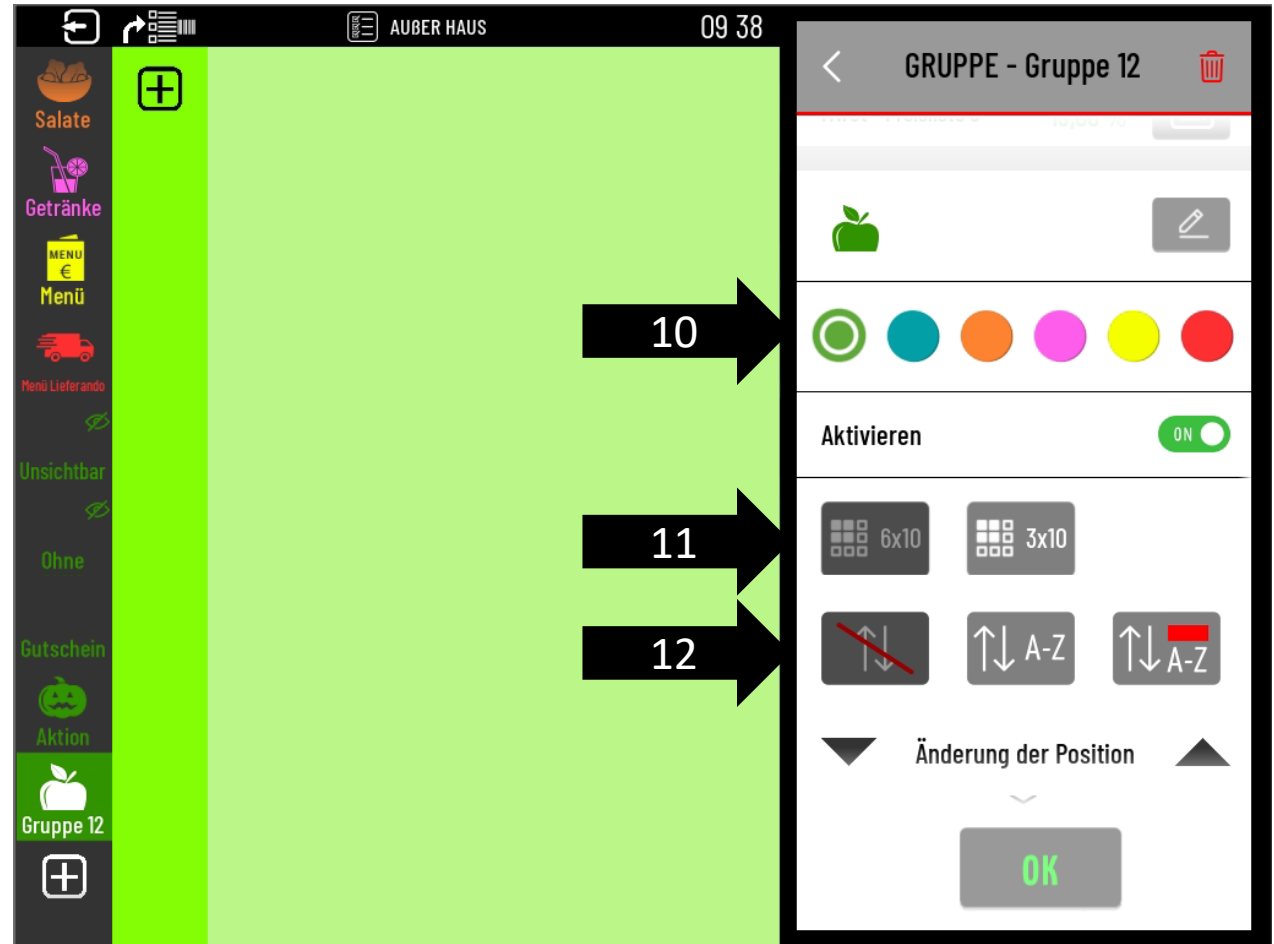 AUßER HAUS
09 38
Salate
Getränke
MENU
€
Menü
Menü Lieferando
Unsichtbar
Ohne
Gutschein
Aktion
Gruppe 12
GRUPPE - Gruppe 12
10
Aktivieren
ON
11
6x10
3x10
12
A-Z
A-Z
Änderung der Position
OK